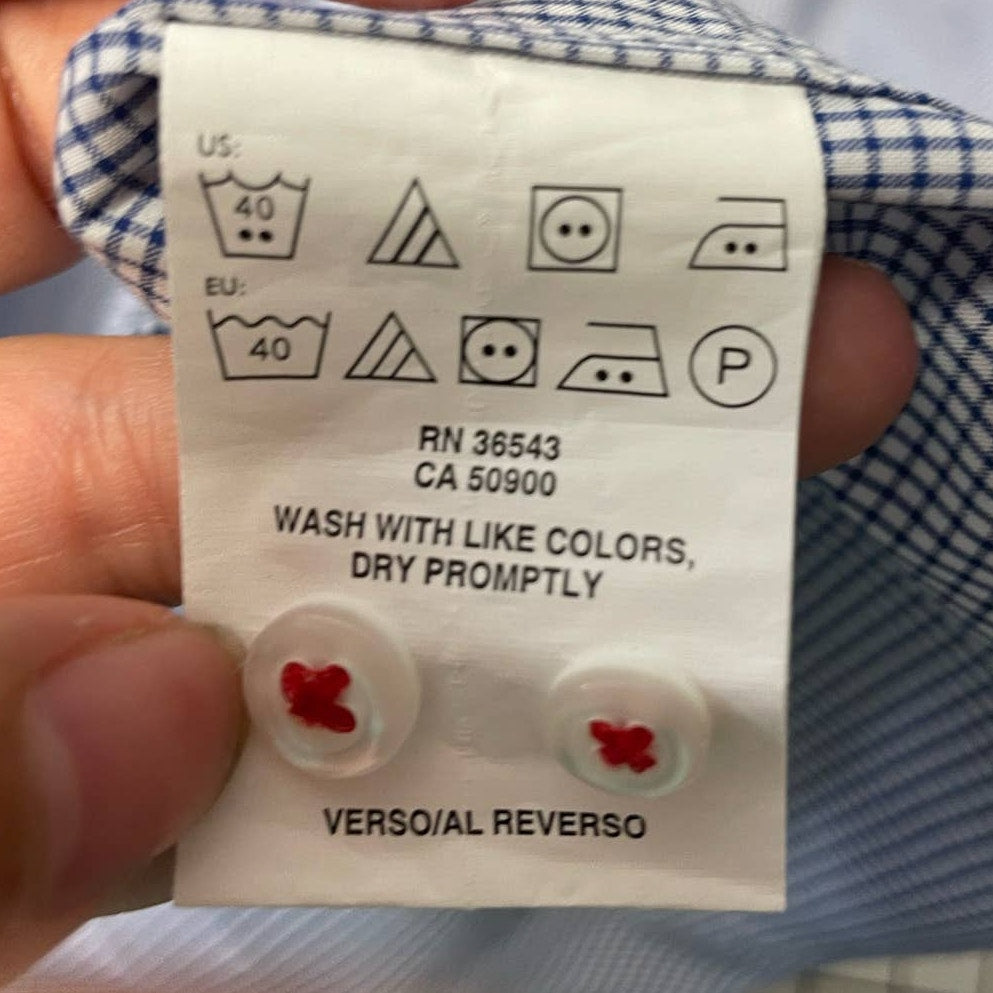 US:
40
EU:
40 P
RN 36543
CA 50900
WASH WITH LIKE COLORS,
DRY PROMPTLY
VERSO/AL REVERSO